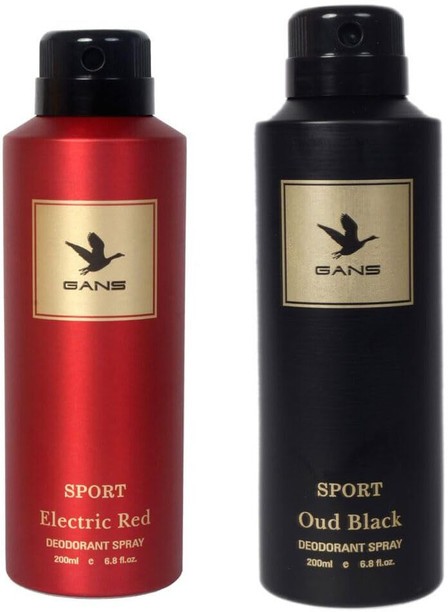 GANS
SPORT
Electric Red
DEODORANT SPRAY
200ml e 6.8 fl.oz.
GANS
SPORT
Oud Black
DEODORANT SPRAY
200ml e 6.8 fl.oz.